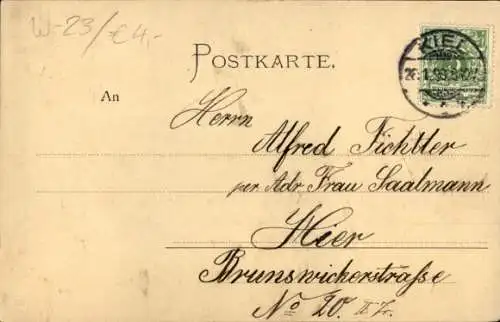 W-23/€4.-
POSTKARTE.
KIEL
An
Herrn
Alfred Fichtler
per Adr. Frau Saalmann
Hier
Brunswickerstraße
No 20. II Z.